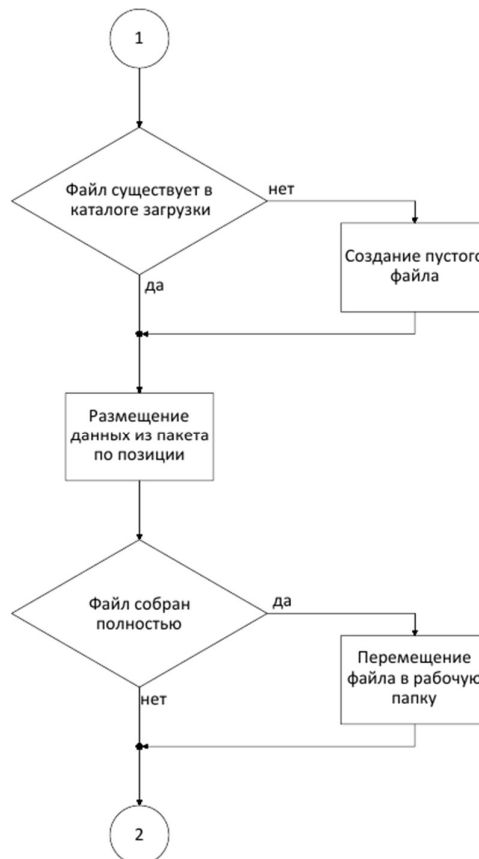 1
Файл существует в
каталоге загрузки
нет
Создание пустого
файла
да
Размещение
данных из пакета
по позиции
Файл собран
полностью
да
Перемещение
файла в рабочую
папку
нет
2